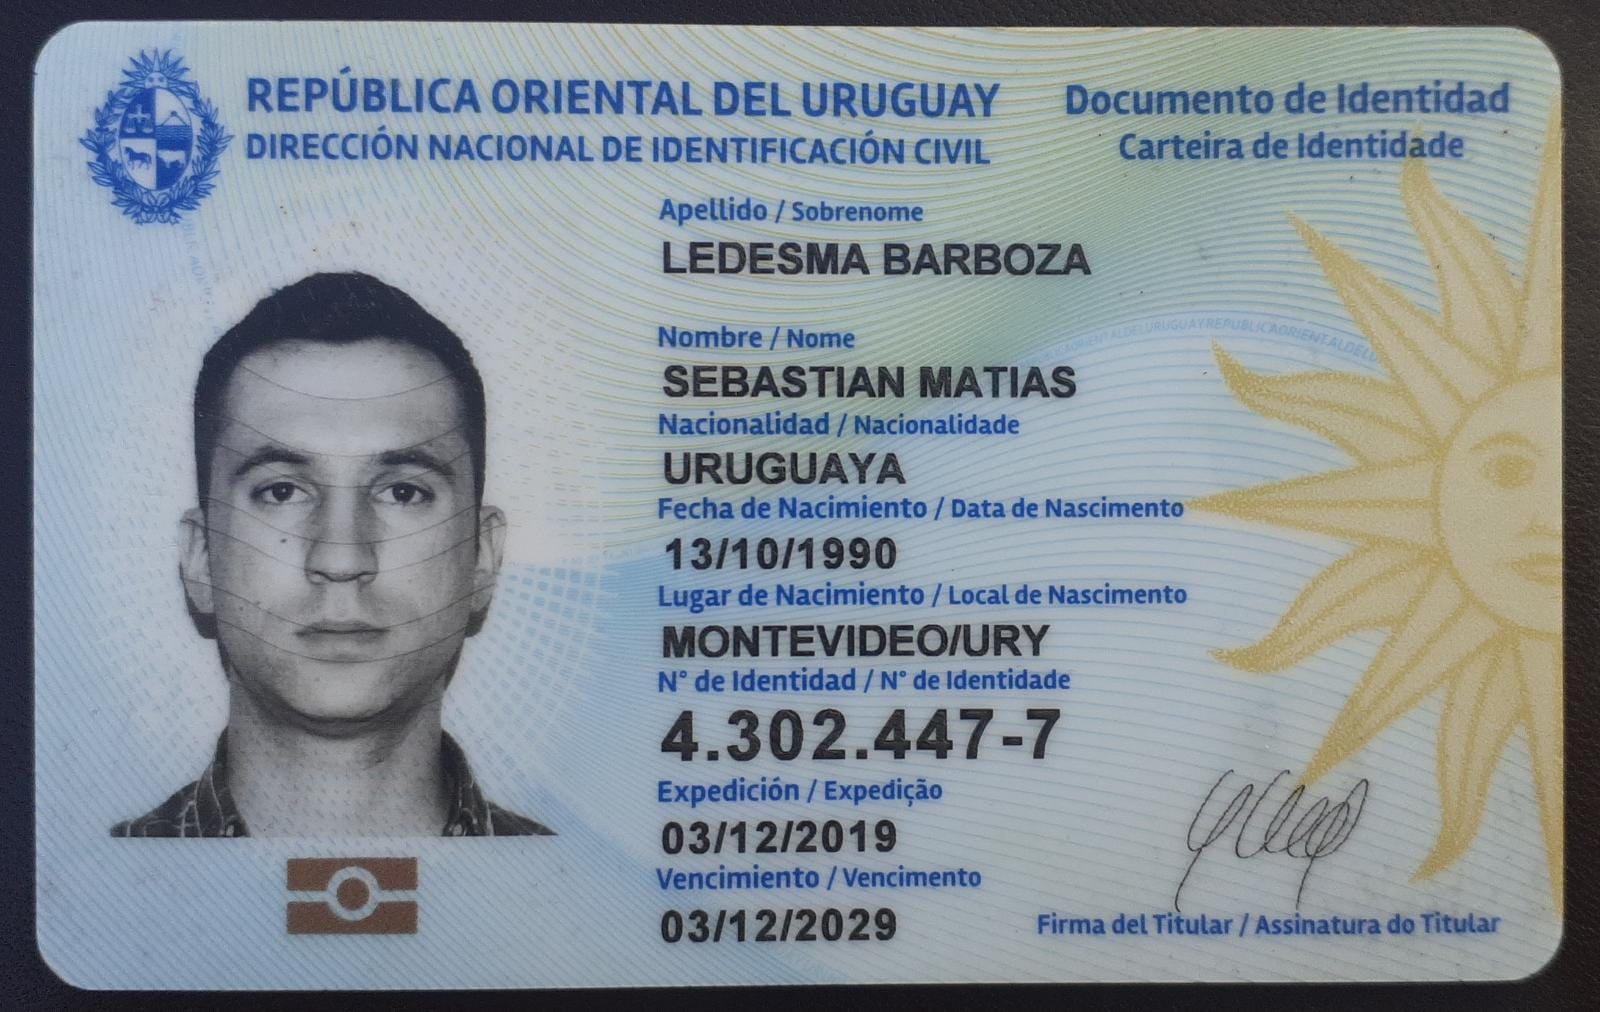 REPÚBLICA ORIENTAL DEL URUGUAY
DIRECCIÓN NACIONAL DE IDENTIFICACIÓN CIVIL
Documento de Identidad
Carteira de Identidade
Apellido / Sobrenome
LEDESMA BARBOZA
Nombre / Nome
SEBASTIAN MATIAS
Nacionalidad / Nacionalidade
URUGUAYA
Fecha de Nacimiento / Data de Nascimento
13/10/1990
Lugar de Nacimiento / Local de Nascimento
MONTEVIDEO/URY
N° de Identidad / N° de Identidade
4.302.447-7
Expedición / Expedição
03/12/2019
Vencimiento / Vencimento
03/12/2029
Firma del Titular / Assinatura do Titular